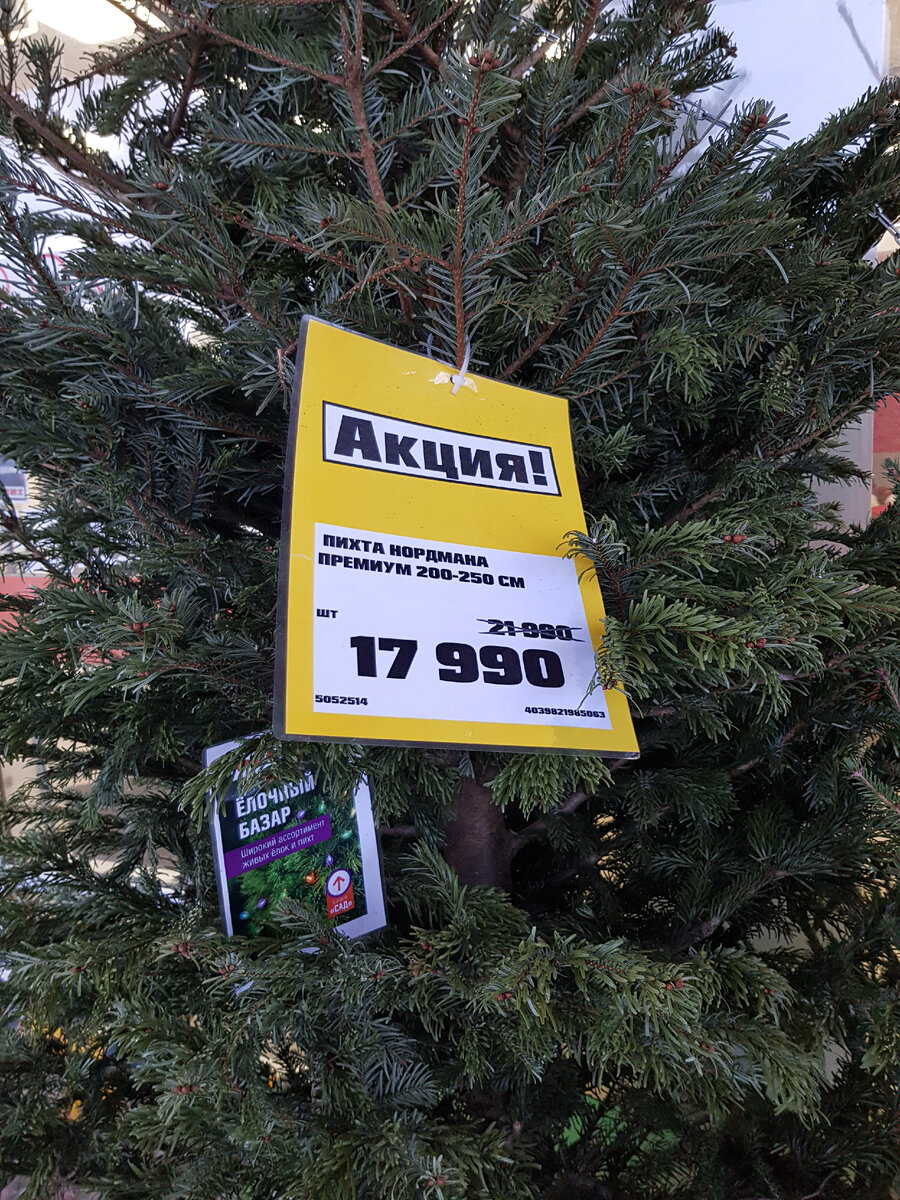 Акция!
ПИХТА НОРДМАНА
ПРЕМИУМ 200-250 СМ
шт
21 990
17 990
5052514
4039821985063
ЁЛОЧНЫЙ
БАЗАР
Широкий ассортимент
живых ёлок и пихт
«САД»